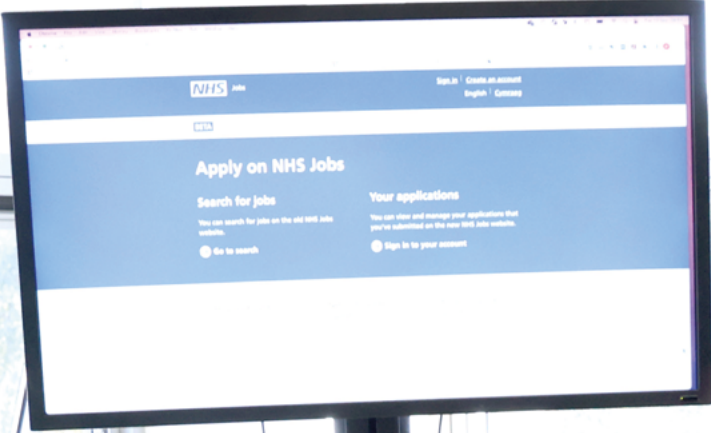 NHS Jobs
Sign in | Create an account
English | Cymraeg
BETA
Apply on NHS Jobs
Search for jobs
You can search for jobs on the old NHS Jobs
website.
Go to search
Your applications
You can view and manage your applications that
you've submitted on the new NHS Jobs website.
Sign in to your account